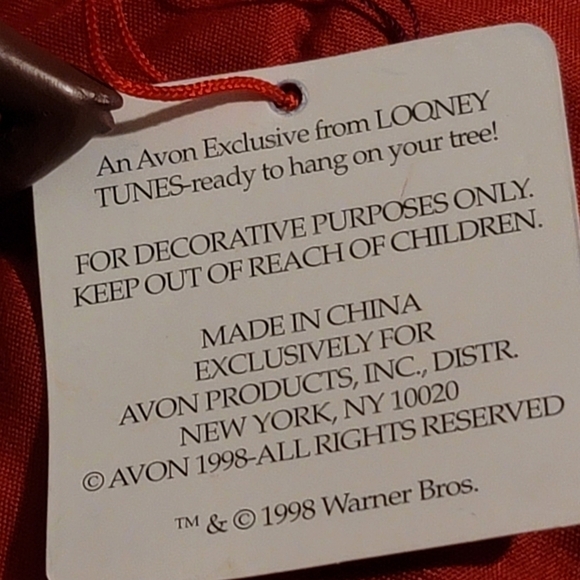 An Avon Exclusive from LOONEY
TUNES-ready to hang on your tree!
FOR DECORATIVE PURPOSES ONLY.
KEEP OUT OF REACH OF CHILDREN.
MADE IN CHINA
EXCLUSIVELY FOR
AVON PRODUCTS, INC., DISTR.
NEW YORK, NY 10020
© AVON 1998-ALL RIGHTS RESERVED
™ & © 1998 Warner Bros.